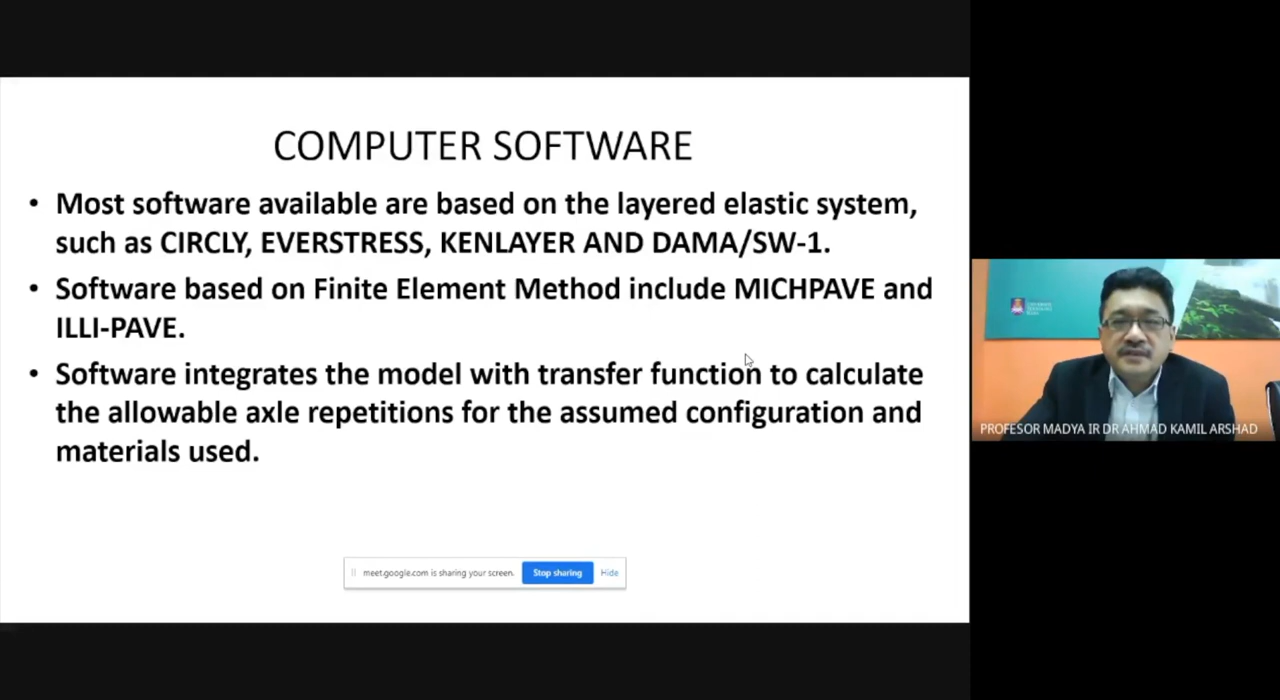 COMPUTER SOFTWARE
• Most software available are based on the layered elastic system,
such as CIRCLY, EVERSTRESS, KENLAYER AND DAMA/SW-1.
• Software based on Finite Element Method include MICHPAVE and
ILLI-PAVE.
• Software integrates the model with transfer function to calculate
the allowable axle repetitions for the assumed configuration and
materials used.
meet.google.com is sharing your screen. Stop sharing Hide
PROFESOR MADYA IR DR AHMAD KAMIL ARSHAD